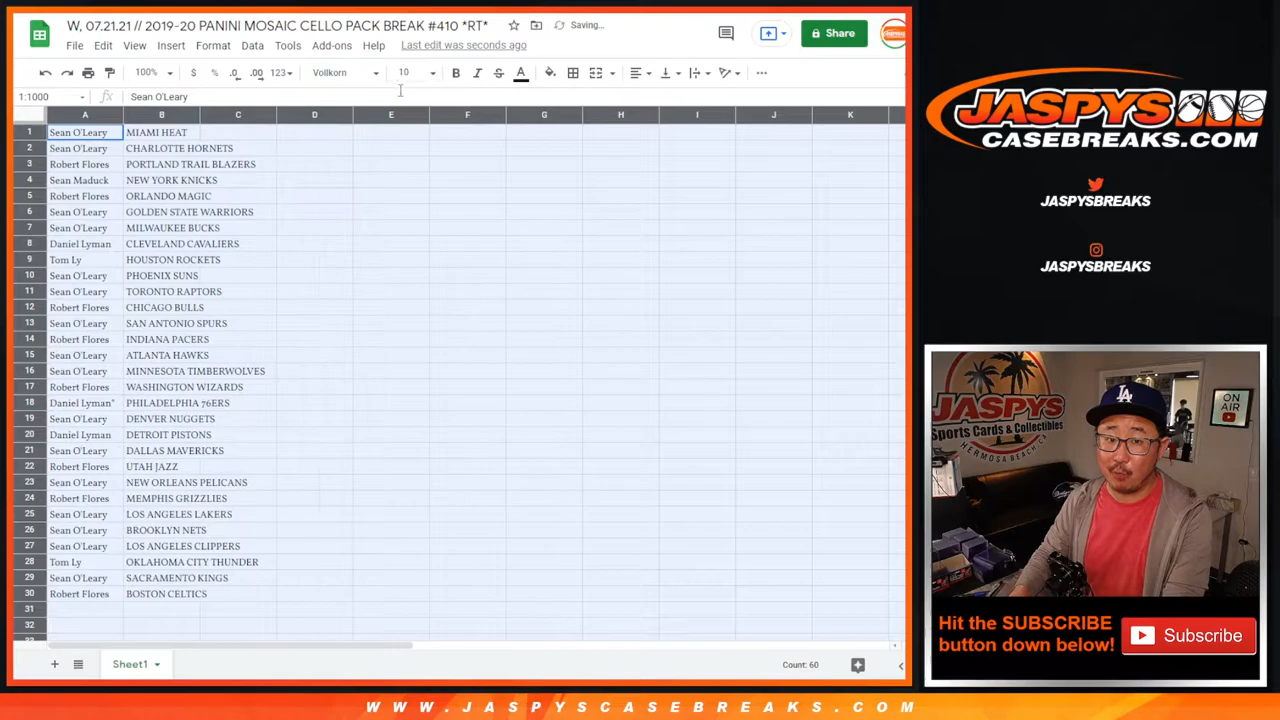 W, 07.21.21 // 2019-20 PANINI MOSAIC CELLO PACK BREAK #410 *RT*
Saving...
File Edit View Insert Format Data Tools Add-ons Help Last edit was seconds ago
Share
100% $ % .0 .00 123 Vollkorn 10 B I S A
1:1000 fx Sean O'Leary
A B C D E F G H I J K
1 Sean O'Leary MIAMI HEAT
2 Sean O'Leary CHARLOTTE HORNETS
3 Robert Flores PORTLAND TRAIL BLAZERS
4 Sean Maduck NEW YORK KNICKS
5 Robert Flores ORLANDO MAGIC
6 Sean O'Leary GOLDEN STATE WARRIORS
7 Sean O'Leary MILWAUKEE BUCKS
8 Daniel Lyman CLEVELAND CAVALIERS
9 Tom Ly HOUSTON ROCKETS
10 Sean O'Leary PHOENIX SUNS
11 Sean O'Leary TORONTO RAPTORS
12 Robert Flores CHICAGO BULLS
13 Sean O'Leary SAN ANTONIO SPURS
14 Robert Flores INDIANA PACERS
15 Sean O'Leary ATLANTA HAWKS
16 Sean O'Leary MINNESOTA TIMBERWOLVES
17 Robert Flores WASHINGTON WIZARDS
18 Daniel Lyman* PHILADELPHIA 76ERS
19 Sean O'Leary DENVER NUGGETS
20 Daniel Lyman DETROIT PISTONS
21 Sean O'Leary DALLAS MAVERICKS
22 Robert Flores UTAH JAZZ
23 Sean O'Leary NEW ORLEANS PELICANS
24 Robert Flores MEMPHIS GRIZZLIES
25 Sean O'Leary LOS ANGELES LAKERS
26 Sean O'Leary BROOKLYN NETS
27 Sean O'Leary LOS ANGELES CLIPPERS
28 Tom Ly OKLAHOMA CITY THUNDER
29 Sean O'Leary SACRAMENTO KINGS
30 Robert Flores BOSTON CELTICS
31
32
Sheet1
Count: 60
JASPYS
CASEBREAKS.COM
JASPYSBREAKS
JASPYSBREAKS
JASPYS
Sports Cards & Collectibles
HERMOSA BEACH CA
ON
AIR
LA
Hit the SUBSCRIBE
button down below!
Subscribe
WWW.JASPYSCASEBREAKS.COM